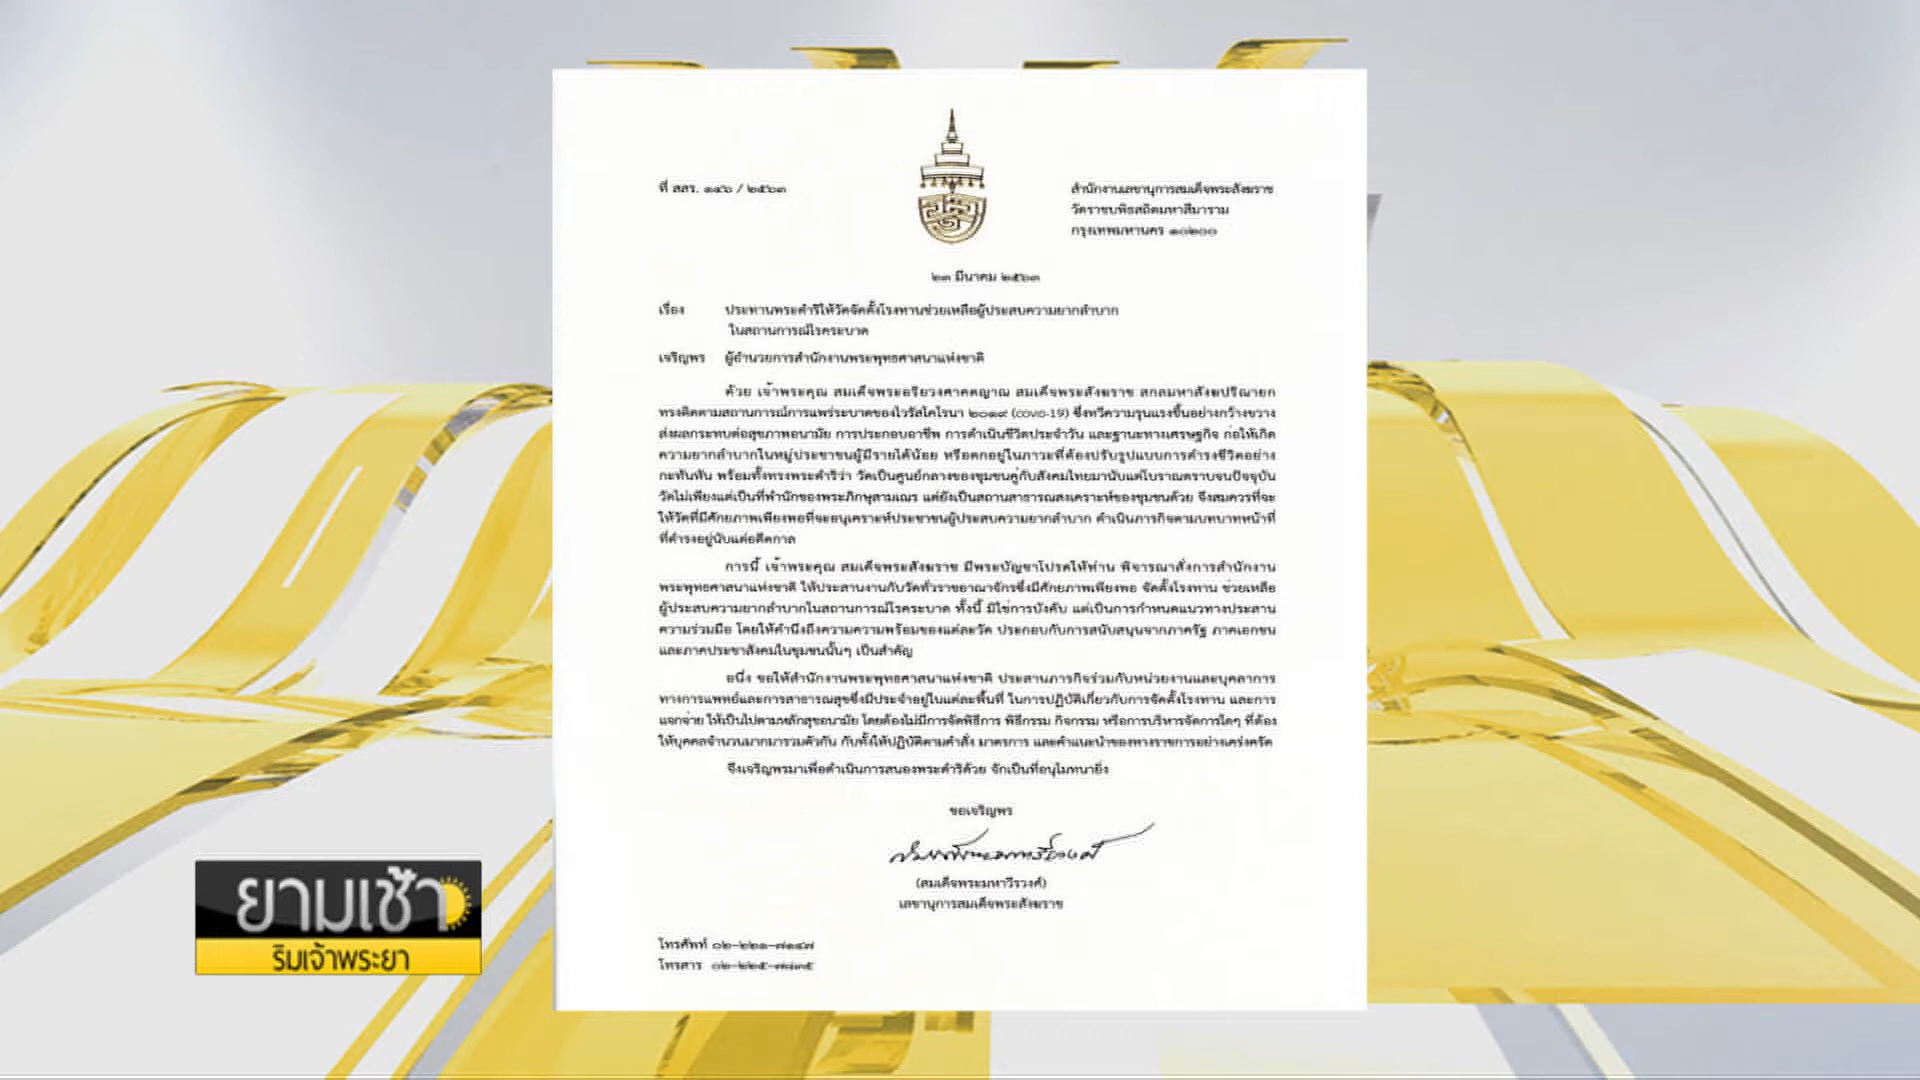 ที่ สสร. ๑๔๖ / ๒๕๖๓
สำนักงานเลขานุการสมเด็จพระสังฆราช
วัดราชบพิธสถิตมหาสีมาราม
กรุงเทพมหานคร ๑๐๒๐๐
๒๓ มีนาคม ๒๕๖๓
เรื่อง ประทานพระดำริให้วัดจัดตั้งโรงทานช่วยเหลือผู้ประสบความยากลำบาก
ในสถานการณ์โรคระบาด
เจริญพร ผู้อำนวยการสำนักงานพระพุทธศาสนาแห่งชาติ
ด้วย เจ้าพระคุณ สมเด็จพระอริยวงศาคตญาณ สมเด็จพระสังฆราช สกลมหาสังฆปริณายก
ทรงติดตามสถานการณ์การแพร่ระบาดของไวรัสโคโรนา ๒๐๑๙ (COVID-19) ซึ่งทวีความรุนแรงขึ้นอย่างกว้างขวาง
ส่งผลกระทบต่อสุขภาพอนามัย การประกอบอาชีพ การดำเนินชีวิตประจำวัน และฐานะทางเศรษฐกิจ ก่อให้เกิด
ความยากลำบากในหมู่ประชาชนผู้มีรายได้น้อย หรือตกอยู่ในภาวะที่ต้องปรับรูปแบบการดำรงชีวิตอย่าง
กะทันหัน พร้อมทั้งทรงพระดำริว่า วัดเป็นศูนย์กลางของชุมชนคู่กับสังคมไทยมานับแต่โบราณตราบจนปัจจุบัน
วัดไม่เพียงแต่เป็นที่พำนักของพระภิกษุสามเณร แต่ยังเป็นสถานสาธารณสงเคราะห์ของชุมชนด้วย จึงสมควรที่จะ
ให้วัดที่มีศักยภาพเพียงพอที่จะอนุเคราะห์ประชาชนผู้ประสบความยากลำบาก ดำเนินภารกิจตามบทบาทหน้าที่
ที่ดำรงอยู่นับแต่อดีตกาล
การนี้ เจ้าพระคุณ สมเด็จพระสังฆราช มีพระบัญชาโปรดให้ท่าน พิจารณาสั่งการสำนักงาน
พระพุทธศาสนาแห่งชาติ ให้ประสานงานกับวัดทั่วราชอาณาจักรซึ่งมีศักยภาพเพียงพอ จัดตั้งโรงทาน ช่วยเหลือ
ผู้ประสบความยากลำบากในสถานการณ์โรคระบาด ทั้งนี้ มิใช่การบังคับ แต่เป็นการกำหนดแนวทางประสาน
ความร่วมมือ โดยให้คำนึงถึงความความพร้อมของแต่ละวัด ประกอบกับการสนับสนุนจากภาครัฐ ภาคเอกชน
และภาคประชาสังคมในชุมชนนั้นๆ เป็นสำคัญ
อนึ่ง ขอให้สำนักงานพระพุทธศาสนาแห่งชาติ ประสานภารกิจร่วมกับหน่วยงานและบุคลาการ
ทางการแพทย์และการสาธารณสุขซึ่งมีประจำอยู่ในแต่ละพื้นที่ ในการปฏิบัติเกี่ยวกับการจัดตั้งโรงทาน และการ
แจกจ่าย ให้เป็นไปตามหลักสุขอนามัย โดยต้องไม่มีการจัดพิธีการ พิธีกรรม กิจกรรม หรือการบริหารจัดการใดๆ ที่ต้อง
ให้บุคคลจำนวนมากมารวมตัวกัน กับทั้งให้ปฏิบัติตามคำสั่ง มาตรการ และคำแนะนำของทางราชการอย่างเคร่งครัด
จึงเจริญพรมาเพื่อดำเนินการสนองพระดำริด้วย จักเป็นที่อนุโมทนายิ่ง
ขอเจริญพร
(สมเด็จพระมหาวีรวงศ์)
เลขานุการสมเด็จพระสังฆราช
โทรศัพท์ ๐๒-๒๒๑-๗๑๔๗
โทรสาร
ยามเช้า
ริมเจ้าพระยา